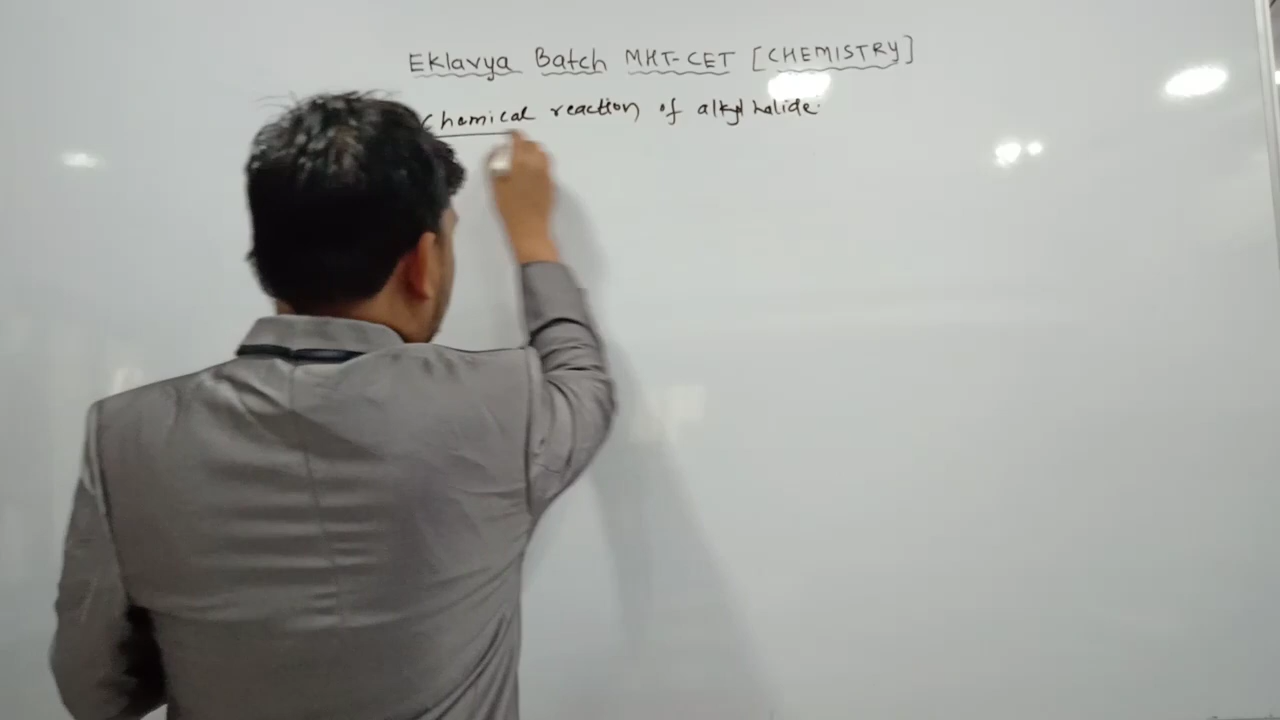 Eklavya Batch MHT-CET [CHEMISTRY]
Chemical reaction of alkyl halide.